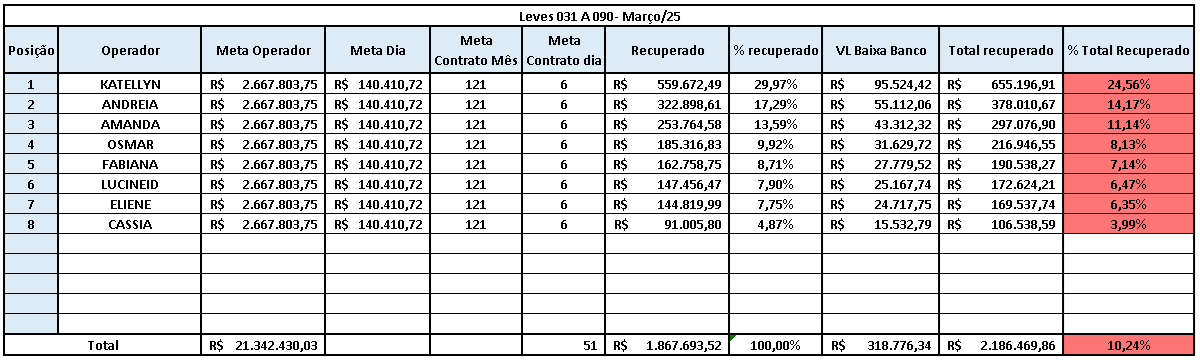 Leves 031 A 090- Março/25
Posição Operador Meta Operador Meta Dia Meta Contrato Mês Meta Contrato dia Recuperado % recuperado VL Baixa Banco Total recuperado % Total Recuperado
1 KATELLYN R$ 2.667.803,75 R$ 140.410,72 121 6 R$ 559.672,49 29,97% R$ 95.524,42 R$ 655.196,91 24,56%
2 ANDREIA R$ 2.667.803,75 R$ 140.410,72 121 6 R$ 322.898,61 17,29% R$ 55.112,06 R$ 378.010,67 14,17%
3 AMANDA R$ 2.667.803,75 R$ 140.410,72 121 6 R$ 253.764,58 13,59% R$ 43.312,32 R$ 297.076,90 11,14%
4 OSMAR R$ 2.667.803,75 R$ 140.410,72 121 6 R$ 185.316,83 9,92% R$ 31.629,72 R$ 216.946,55 8,13%
5 FABIANA R$ 2.667.803,75 R$ 140.410,72 121 6 R$ 162.758,75 8,71% R$ 27.779,52 R$ 190.538,27 7,14%
6 LUCINEID R$ 2.667.803,75 R$ 140.410,72 121 6 R$ 147.456,47 7,90% R$ 25.167,74 R$ 172.624,21 6,47%
7 ELIENE R$ 2.667.803,75 R$ 140.410,72 121 6 R$ 144.819,99 7,75% R$ 24.717,75 R$ 169.537,74 6,35%
8 CASSIA R$ 2.667.803,75 R$ 140.410,72 121 6 R$ 91.005,80 4,87% R$ 15.532,79 R$ 106.538,59 3,99%
Total R$ 21.342.430,03 51 R$ 1.867.693,52 100,00% R$ 318.776,34 R$ 2.186.469,86 10,24%